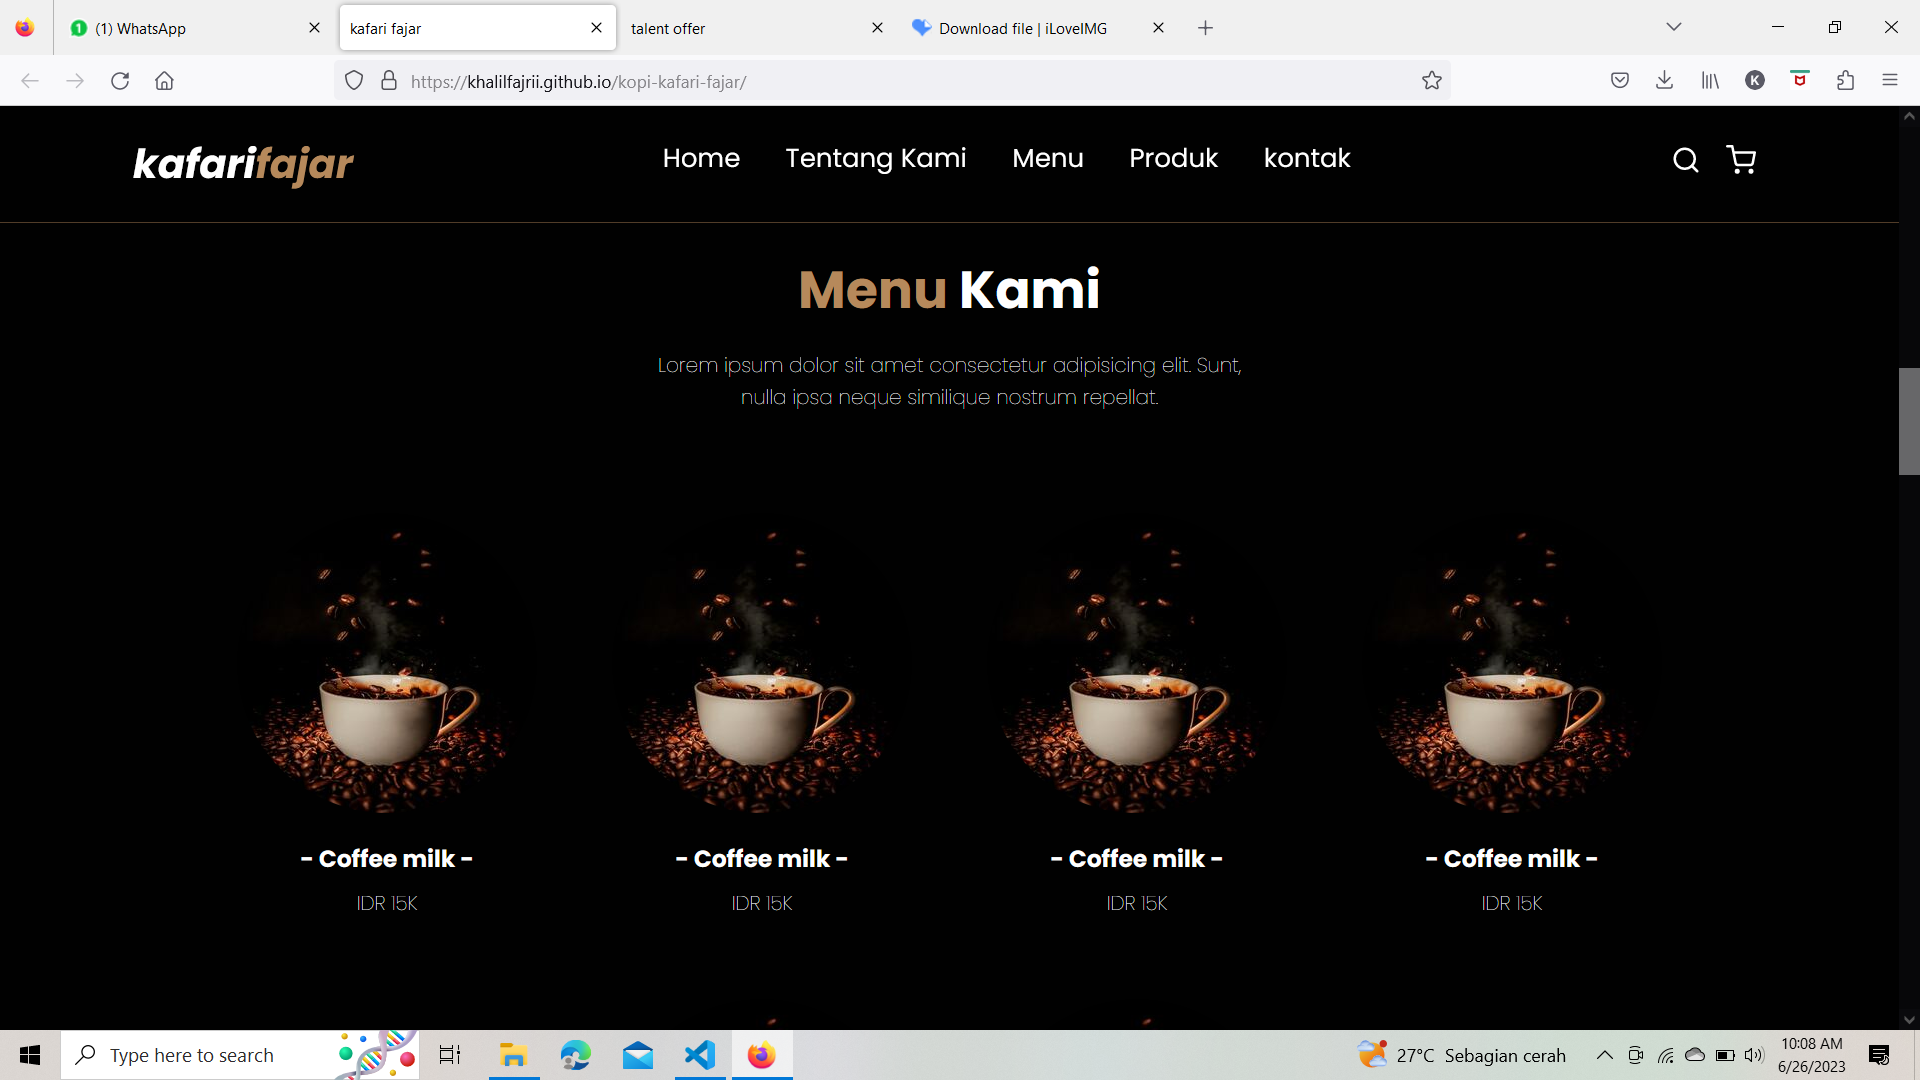 (1) WhatsApp
kafari fajar
talent offer
Download file | iLoveIMG
https://khalilfajrii.github.io/kopi-kafari-fajar/
K
kafarifajar
Home Tentang Kami Menu Produk kontak
Menu Kami
Lorem ipsum dolor sit amet consectetur adipisicing elit. Sunt,
nulla ipsa neque similique nostrum repellat.
- Coffee milk - - Coffee milk - - Coffee milk - - Coffee milk -
IDR 15K IDR 15K IDR 15K IDR 15K
Type here to search
27°C Sebagian cerah
10:08 AM
6/26/2023